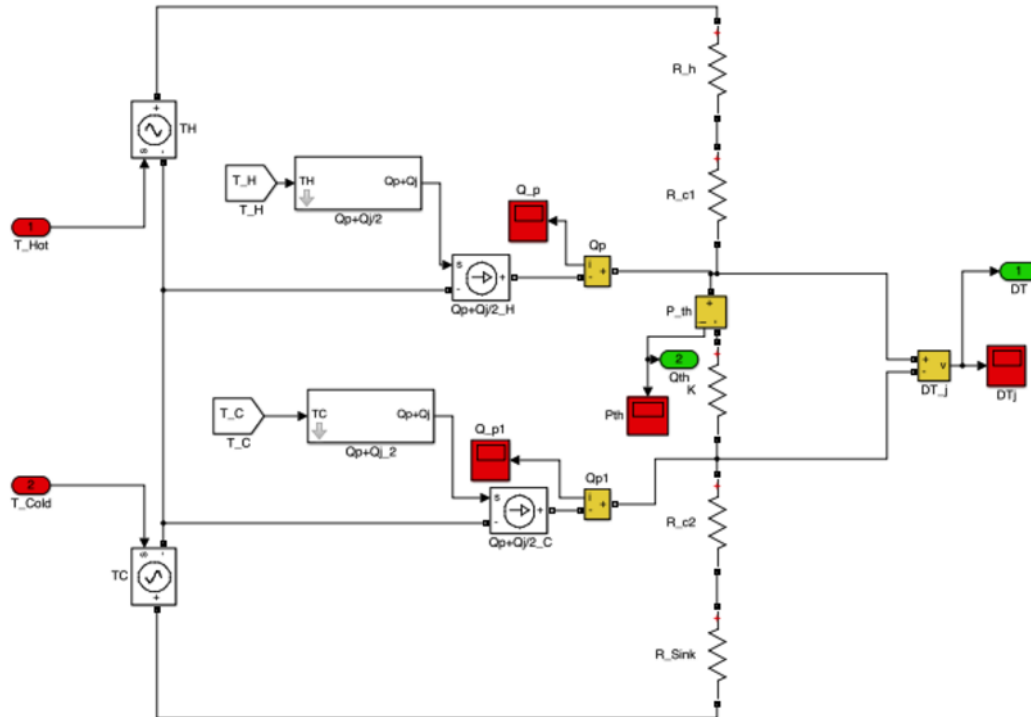 R_h
+
TH
s -
T_H
T_H
TH
Qp+Qj
Qp+Qj/2
Q_p
R_c1
1
T_Hot
Qp
s
+
-
i
+
-
Qp+Qj/2_H
1
DT
P_th
+
-
2
Qth
K
+
-
v
DT_j
DTj
Pth
T_C
T_C
TC
Qp+Qj
Qp+Qj_2
Q_p1
2
T_Cold
Qp1
s
+
-
i
+
-
Qp+Qj/2_C
R_c2
s -
TC
+
R_Sink